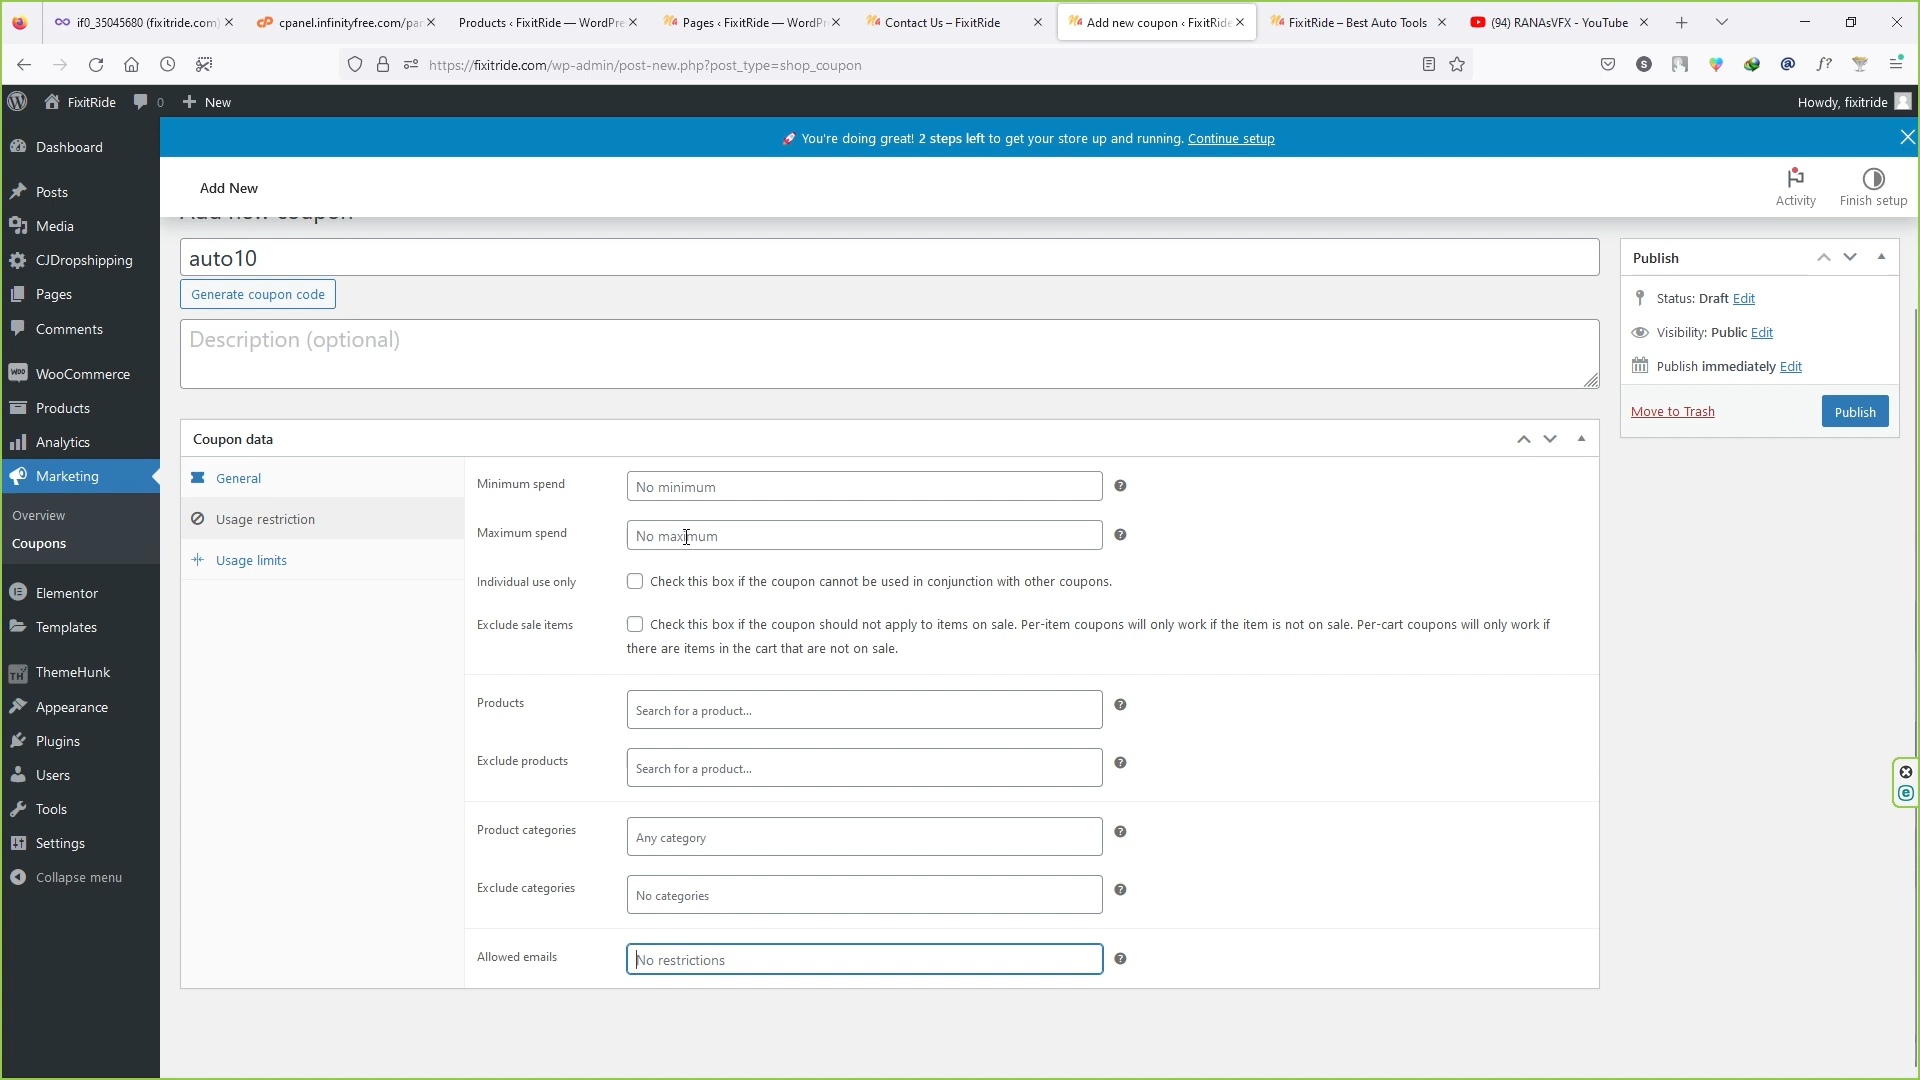 if0_35045680 (fixitride.com)
cpanel.infinityfree.com/pan
Products ‹ FixitRide — WordPre
Pages ‹ FixitRide — WordPr
Contact Us – FixitRide
Add new coupon ‹ FixitRide
FixitRide – Best Auto Tools
(94) RANAsVFX - YouTube
https://fixitride.com/wp-admin/post-new.php?post_type=shop_coupon
FixitRide
0
New
Howdy, fixitride
🚀 You're doing great! 2 steps left to get your store up and running. Continue setup
Add New
Activity
Finish setup
Dashboard
Posts
Media
CJDropshipping
Pages
Comments
WooCommerce
Products
Analytics
Marketing
Overview
Coupons
Elementor
Templates
ThemeHunk
Appearance
Plugins
Users
Tools
Settings
Collapse menu
Add new coupon
auto10
Generate coupon code
Description (optional)
Coupon data
General
Usage restriction
Usage limits
Minimum spend
No minimum
Maximum spend
No maximum
Individual use only
Check this box if the coupon cannot be used in conjunction with other coupons.
Exclude sale items
Check this box if the coupon should not apply to items on sale. Per-item coupons will only work if the item is not on sale. Per-cart coupons will only work if
there are items in the cart that are not on sale.
Products
Search for a product...
Exclude products
Search for a product...
Product categories
Any category
Exclude categories
No categories
Allowed emails
No restrictions
Publish
Status: Draft Edit
Visibility: Public Edit
Publish immediately Edit
Move to Trash
Publish